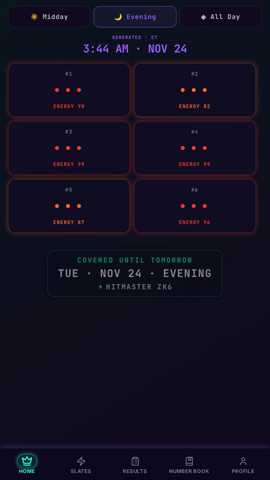 Midday
Evening
All Day
GENERATED · ET
3:44 AM · NOV 24
#1
ENERGY 90
#2
ENERGY 82
#3
ENERGY 99
#4
ENERGY 99
#5
ENERGY 87
#6
ENERGY 96
COVERED UNTIL TOMORROW
TUE · NOV 24 · EVENING
HITMASTER ZK6
HOME
SLATES
RESULTS
NUMBER BOOK
PROFILE